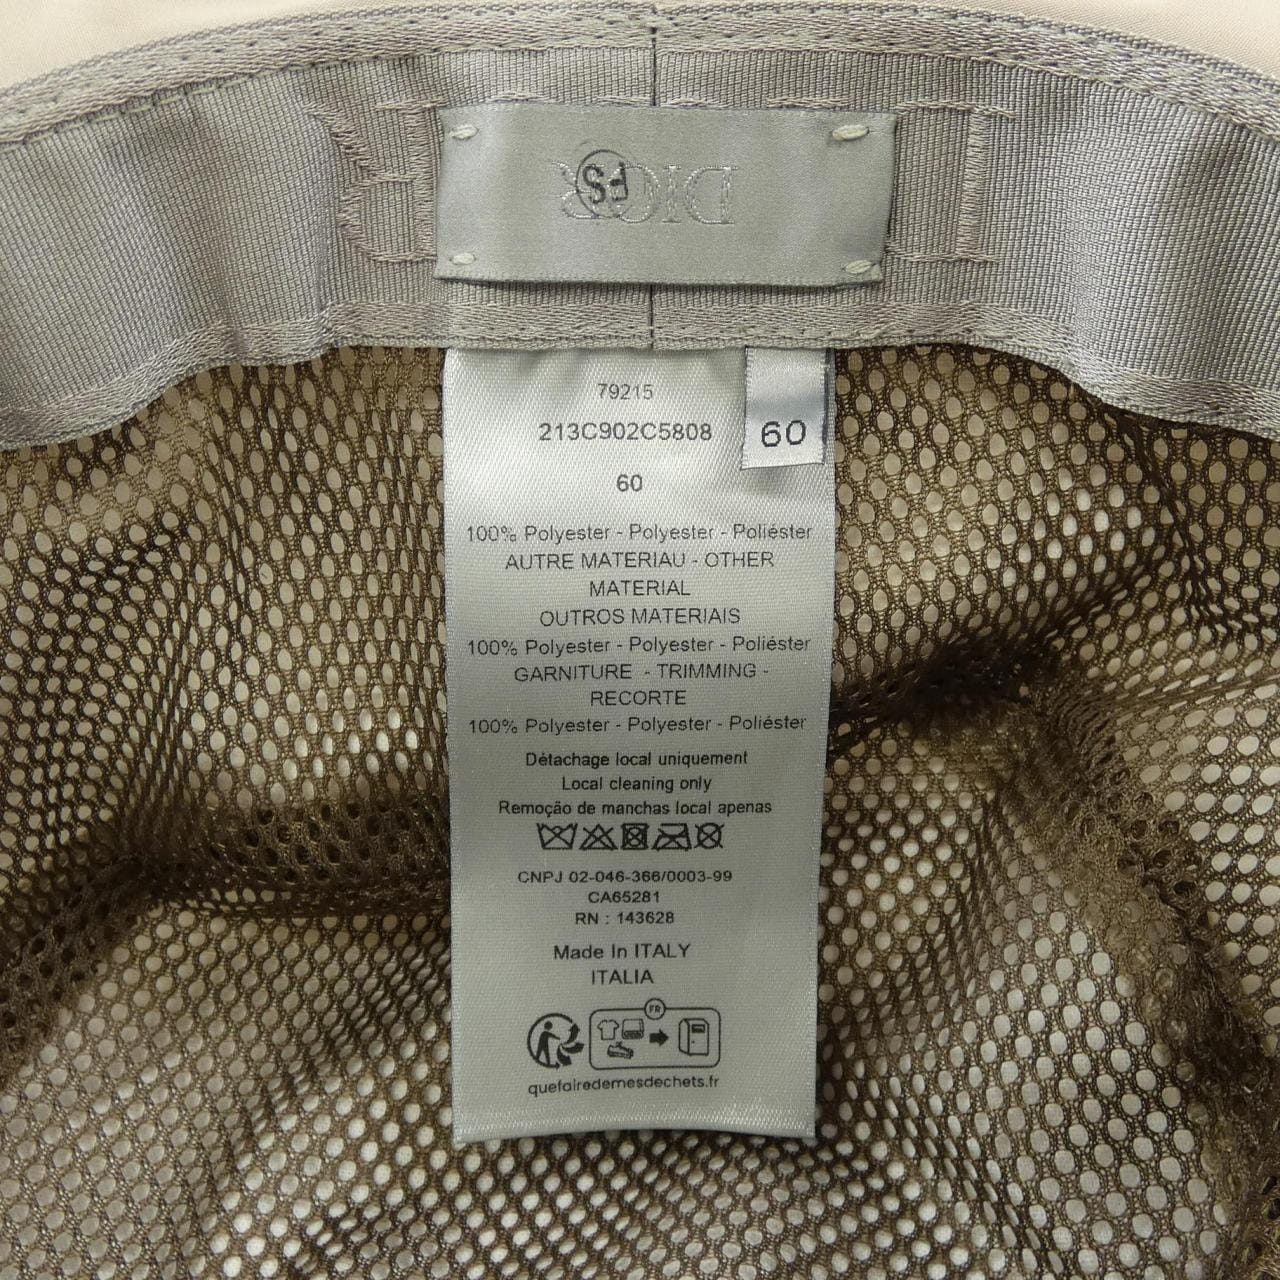 DIOR
FS
79215
213C902C5808
60
60
100% Polyester - Polyester - Poliéster
AUTRE MATERIAU - OTHER
MATERIAL
OUTROS MATERIAIS
100% Polyester - Polyester - Poliéster
GARNITURE - TRIMMING -
RECORTE
100% Polyester - Polyester - Poliéster
Détachage local uniquement
Local cleaning only
Remoção de manchas local apenas
CNPJ 02-046-366/0003-99
CA65281
RN : 143628
Made In ITALY
ITALIA
FR
quefairedemesdechets.fr